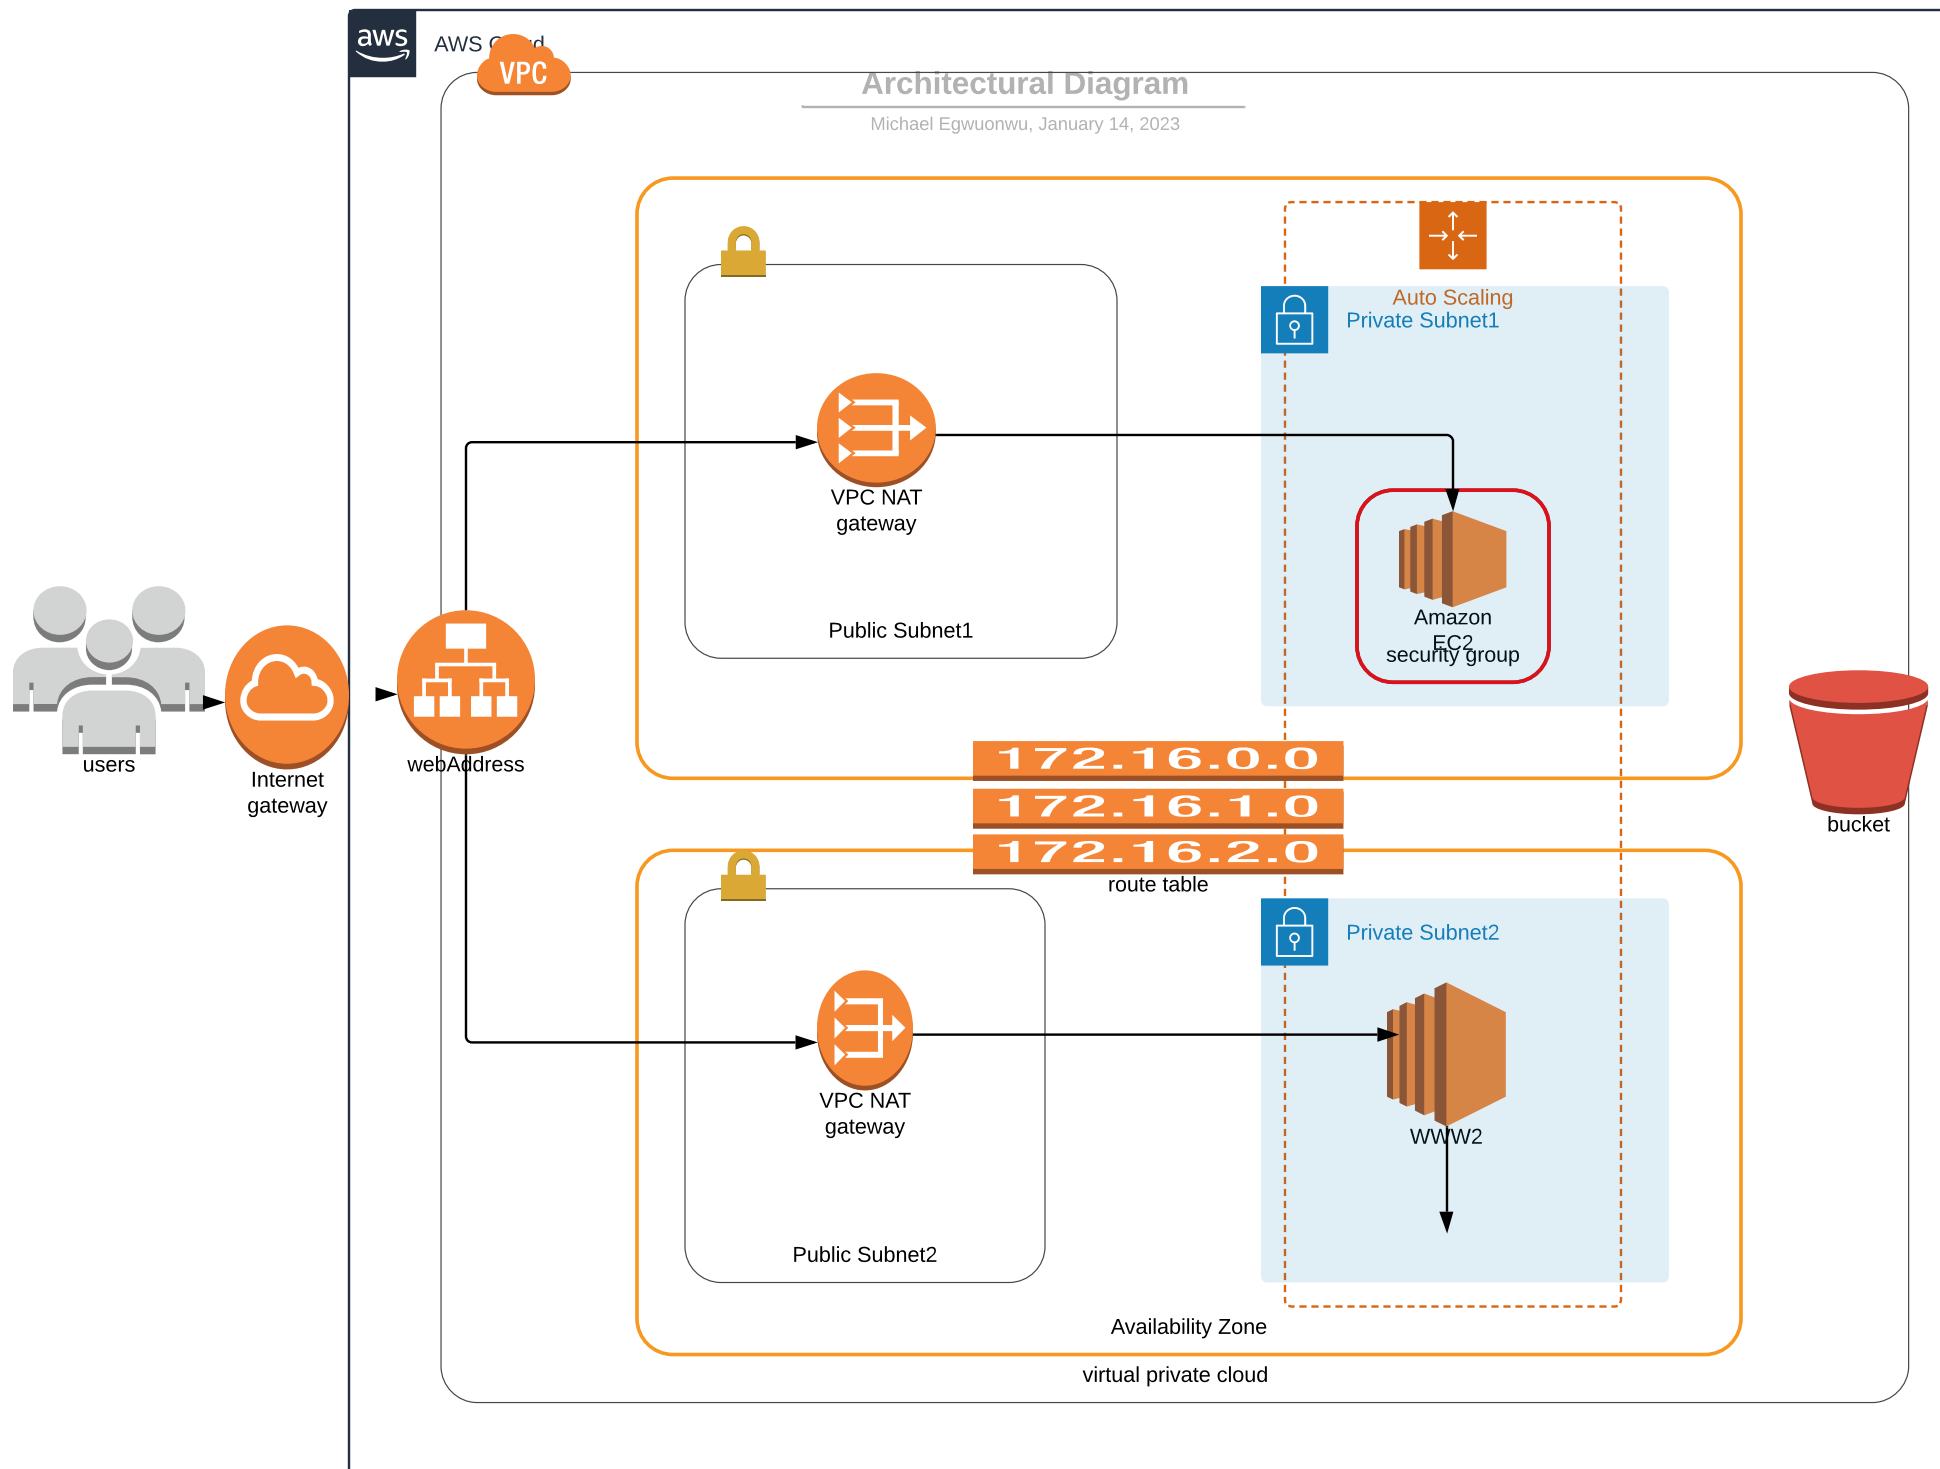 aws
AWS Cloud
VPC
Architectural Diagram
Michael Egwuonwu, January 14, 2023
Auto Scaling
Private Subnet1
VPC NAT
gateway
Amazon
EC2
security group
Public Subnet1
users
Internet
gateway
webAddress
172.16.0.0
172.16.1.0
172.16.2.0
route table
bucket
Private Subnet2
VPC NAT
gateway
WWW2
Public Subnet2
Availability Zone
virtual private cloud